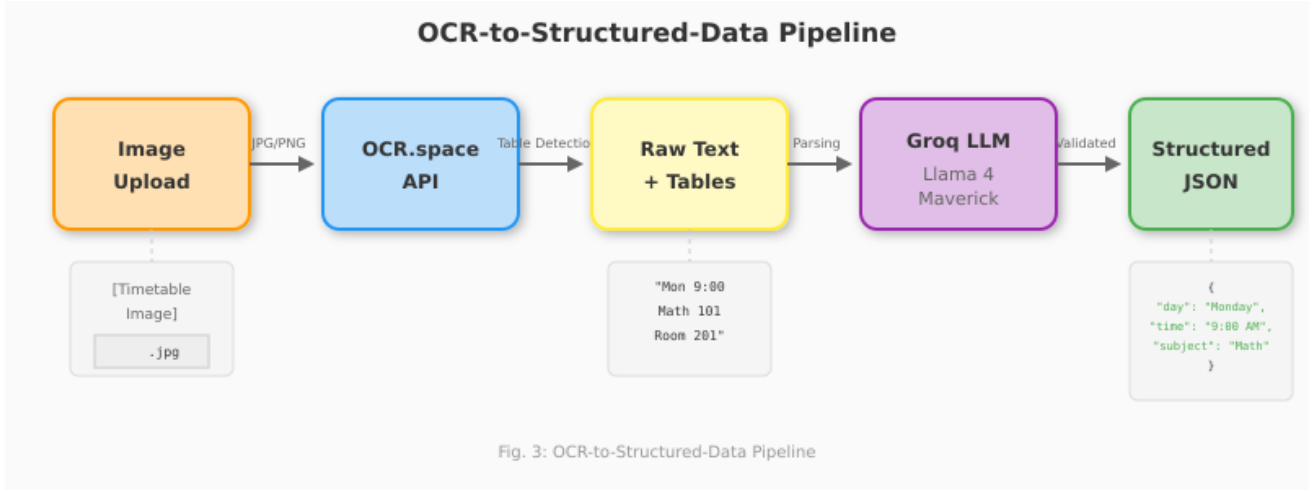 OCR-to-Structured-Data Pipeline
Image
Upload
JPG/PNG
OCR.space
API
Table Detectio
Raw Text
+ Tables
Parsing
Groq LLM
Llama 4
Maverick
Validated
Structured
JSON
[Timetable
Image]
.jpg
"Mon 9:00
Math 101
Room 201"
{
"day": "Monday",
"time": "9:00 AM",
"subject": "Math"
}
Fig. 3: OCR-to-Structured-Data Pipeline